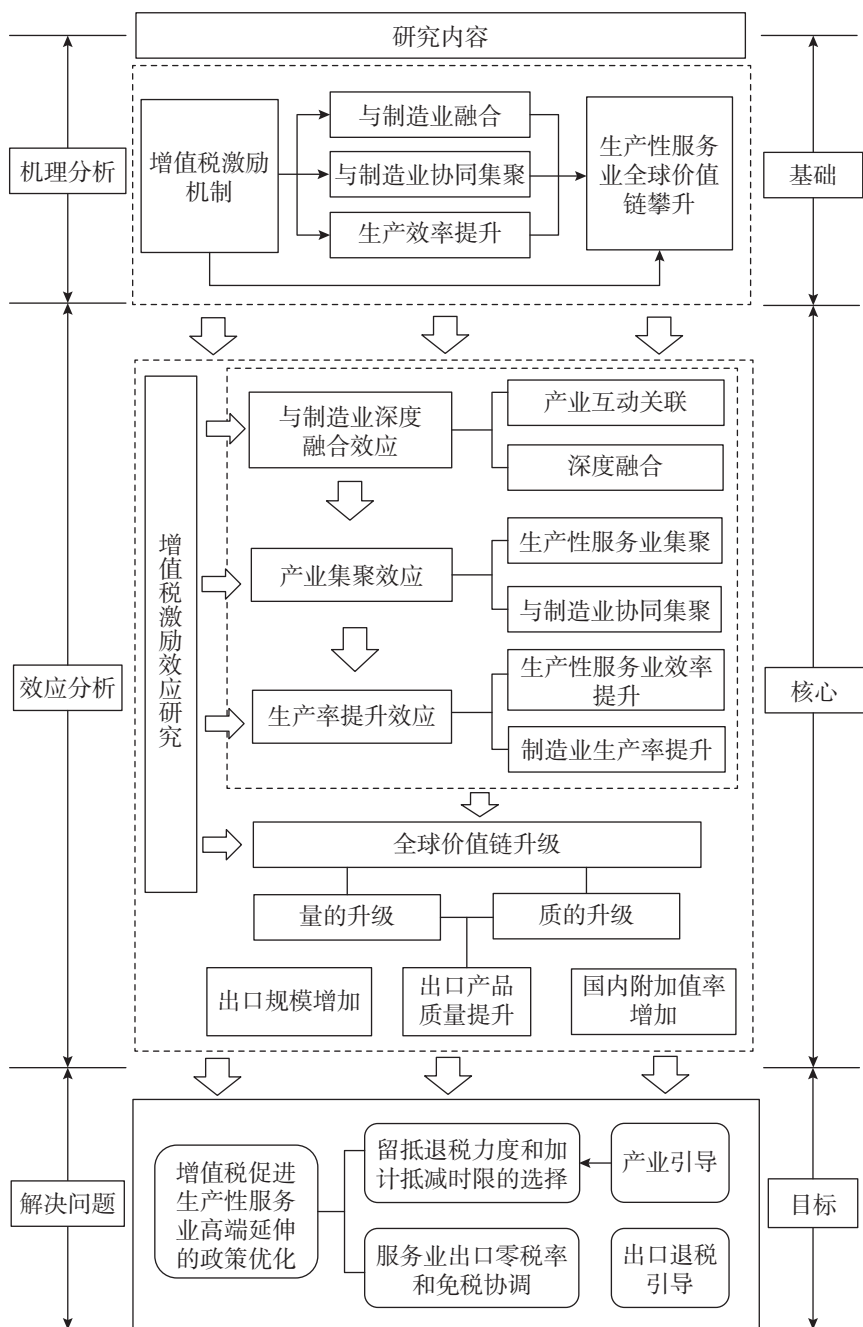 研究内容
机理分析
增值税激励
机制
与制造业融合
与制造业协同集聚
生产效率提升
生产性服务
业全球价值
链攀升
基础
效应分析
增值税激励效应研究
与制造业深度
融合效应
产业互动关联
深度融合
产业集聚效应
生产性服务业集聚
与制造业协同集聚
生产率提升效应
生产性服务业效率
提升
制造业生产率提升
全球价值链升级
量的升级
质的升级
出口规模增加
出口产品
质量提升
国内附加值率
增加
核心
解决问题
增值税促进
生产性服务
业高端延伸
的政策优化
留抵退税力度和加
计抵减时限的选择
产业引导
服务业出口零税率
和免税协调
出口退税
引导
目标